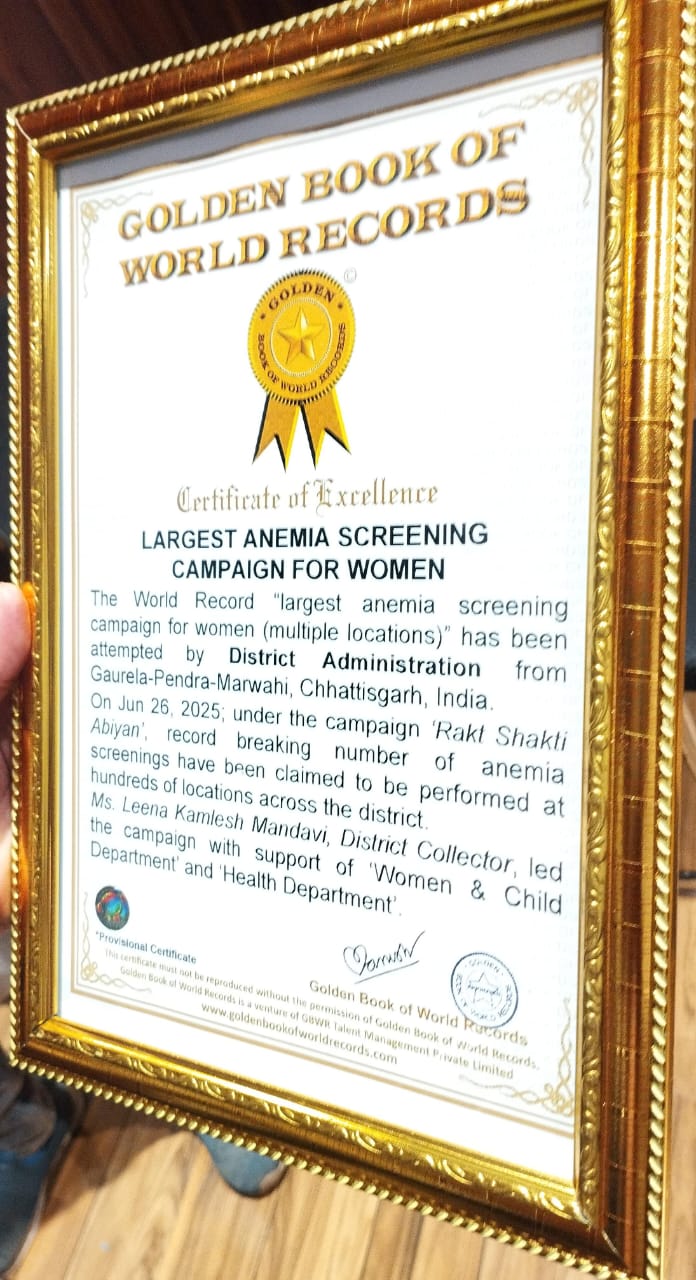 GOLDEN BOOK OF
WORLD RECORDS
©
GOLDEN
BOOK OF WORLD RECORDS
Certificate of Excellence
LARGEST ANEMIA SCREENING
CAMPAIGN FOR WOMEN
The World Record "largest anemia screening
campaign for women (multiple locations)" has been
attempted by District Administration from
Gaurela-Pendra-Marwahi, Chhattisgarh, India.
On Jun 26, 2025; under the campaign 'Rakt Shakti
Abiyan', record breaking number of anemia
screenings have been claimed to be performed at
hundreds of locations across the district.
Ms. Leena Kamlesh Mandavi, District Collector, led
the campaign with support of 'Women & Child
Department' and 'Health Department'.
*Provisional Certificate
Golden Book of World Records
This certificate must not be reproduced without the permission of Golden Book of World Records.
Golden Book of World Records is a venture of GBWR Talent Management Private Limited
www.goldenbookofworldrecords.com